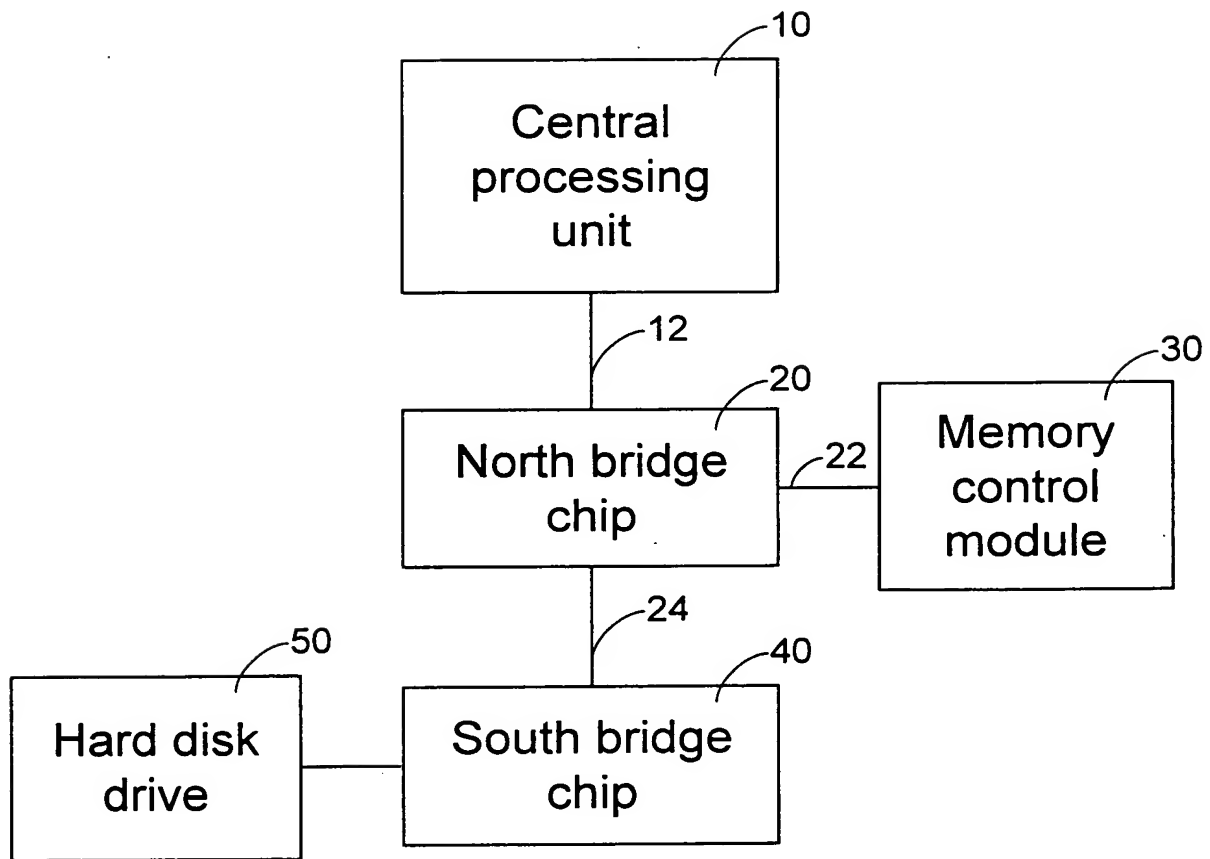 10
Central
processing
unit
12
20
30
North bridge
chip
22
Memory
control
module
24
50
40
Hard disk
drive
South bridge
chip